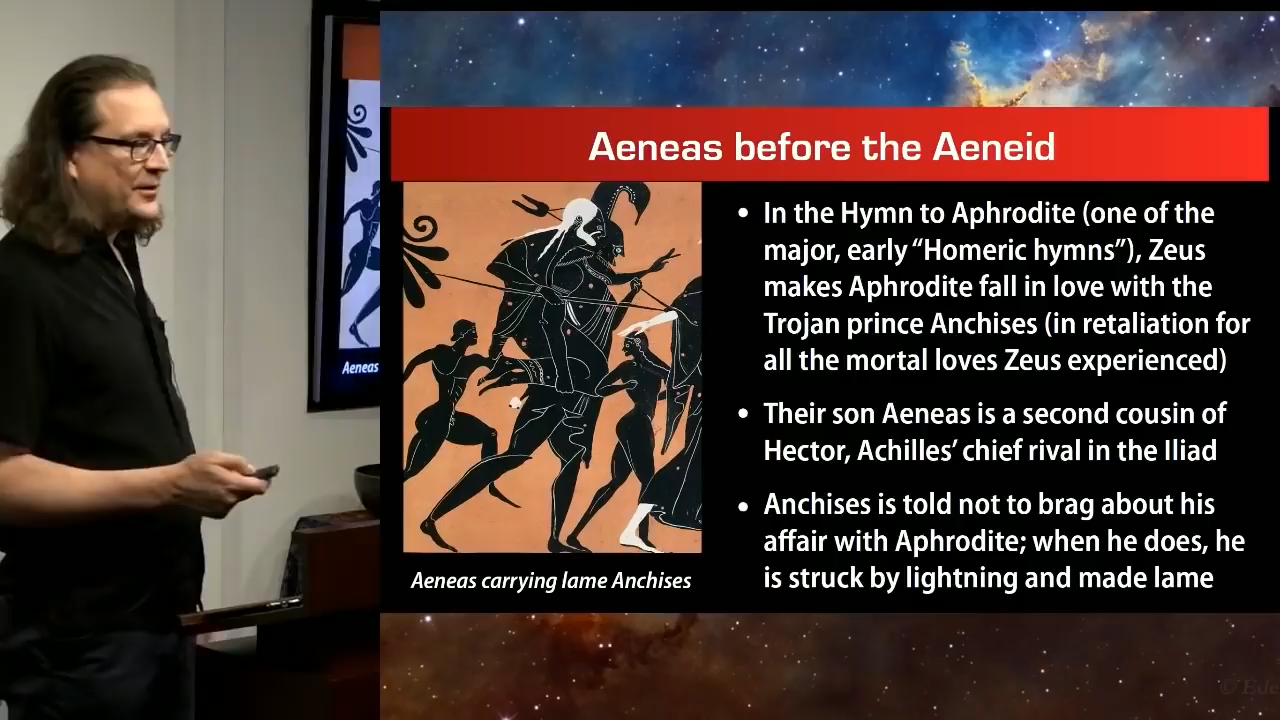 Aeneas before the Aeneid
• In the Hymn to Aphrodite (one of the
major, early “Homeric hymns”), Zeus
makes Aphrodite fall in love with the
Trojan prince Anchises (in retaliation for
all the mortal loves Zeus experienced)
• Their son Aeneas is a second cousin of
Hector, Achilles’ chief rival in the Iliad
• Anchises is told not to brag about his
affair with Aphrodite; when he does, he
is struck by lightning and made lame
Aeneas carrying lame Anchises
Aeneas